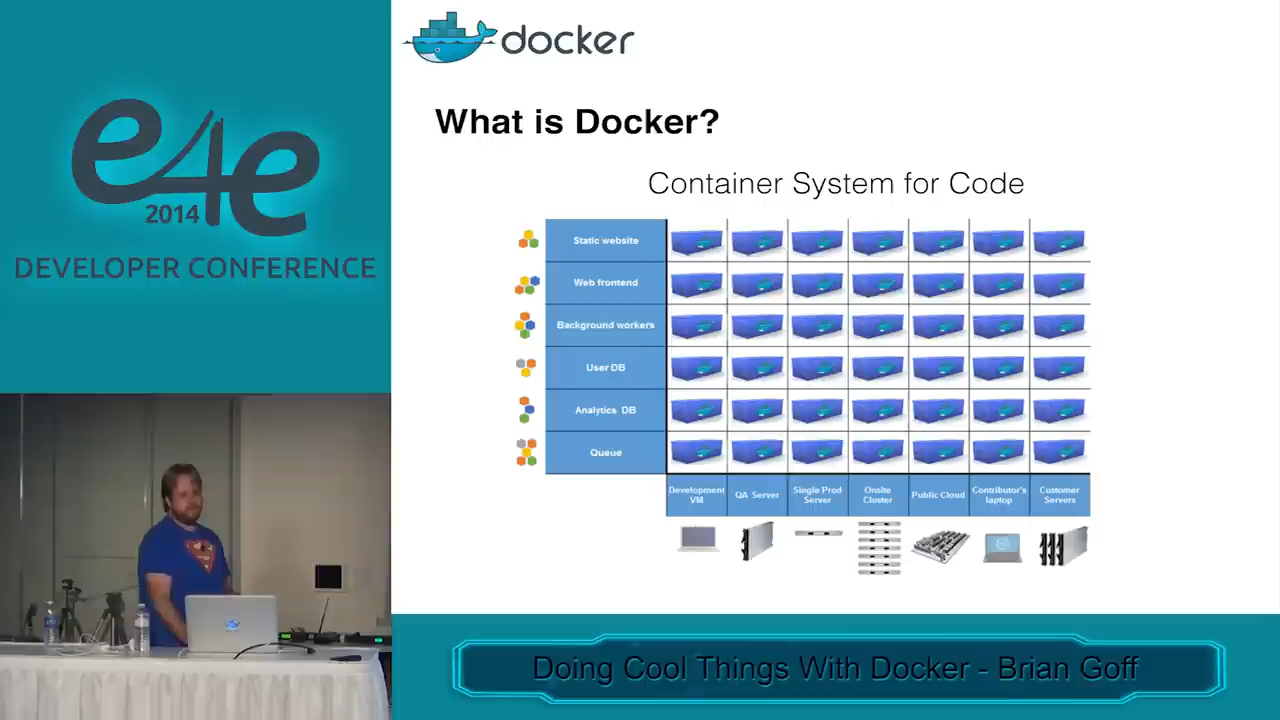 docker
e4e
2014
DEVELOPER CONFERENCE
What is Docker?
Container System for Code
Static website
Web frontend
Background workers
User DB
Analytics DB
Queue
Development VM
QA Server
Single Prod Server
Onsite Cluster
Public Cloud
Contributor's laptop
Customer Servers
Doing Cool Things With Docker - Brian Goff